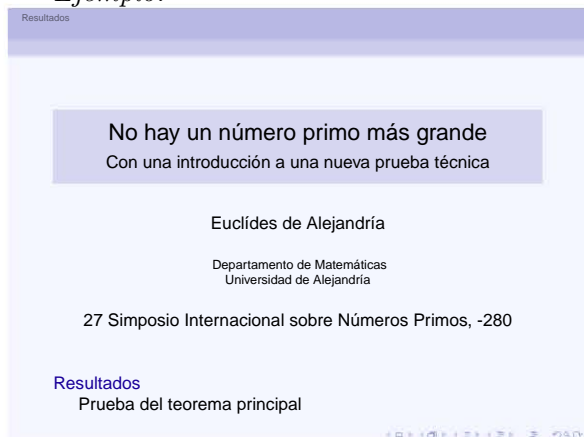 Ejemplo:
Resultados
No hay un número primo más grande
Con una introducción a una nueva prueba técnica
Euclídes de Alejandría
Departamento de Matemáticas
Universidad de Alejandría
27 Simposio Internacional sobre Números Primos, -280
Resultados
Prueba del teorema principal